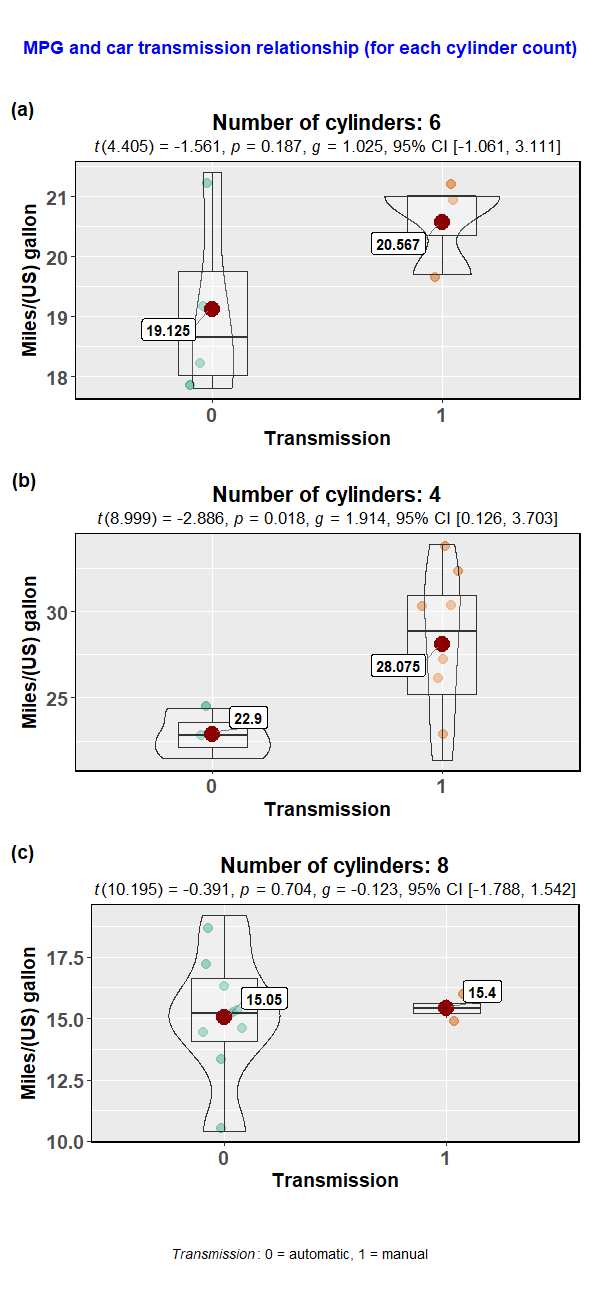 MPG and car transmission relationship (for each cylinder count)
(a)
Number of cylinders: 6
t(4.405) = -1.561, p = 0.187, g = 1.025, 95% CI [-1.061, 3.111]
Miles/(US) gallon
21
20
19
18
20.567
19.125
0
1
Transmission
(b)
Number of cylinders: 4
t(8.999) = -2.886, p = 0.018, g = 1.914, 95% CI [0.126, 3.703]
Miles/(US) gallon
30
25
28.075
22.9
0
1
Transmission
(c)
Number of cylinders: 8
t(10.195) = -0.391, p = 0.704, g = -0.123, 95% CI [-1.788, 1.542]
Miles/(US) gallon
17.5
15.0
12.5
10.0
15.05
15.4
0
1
Transmission
Transmission: 0 = automatic, 1 = manual